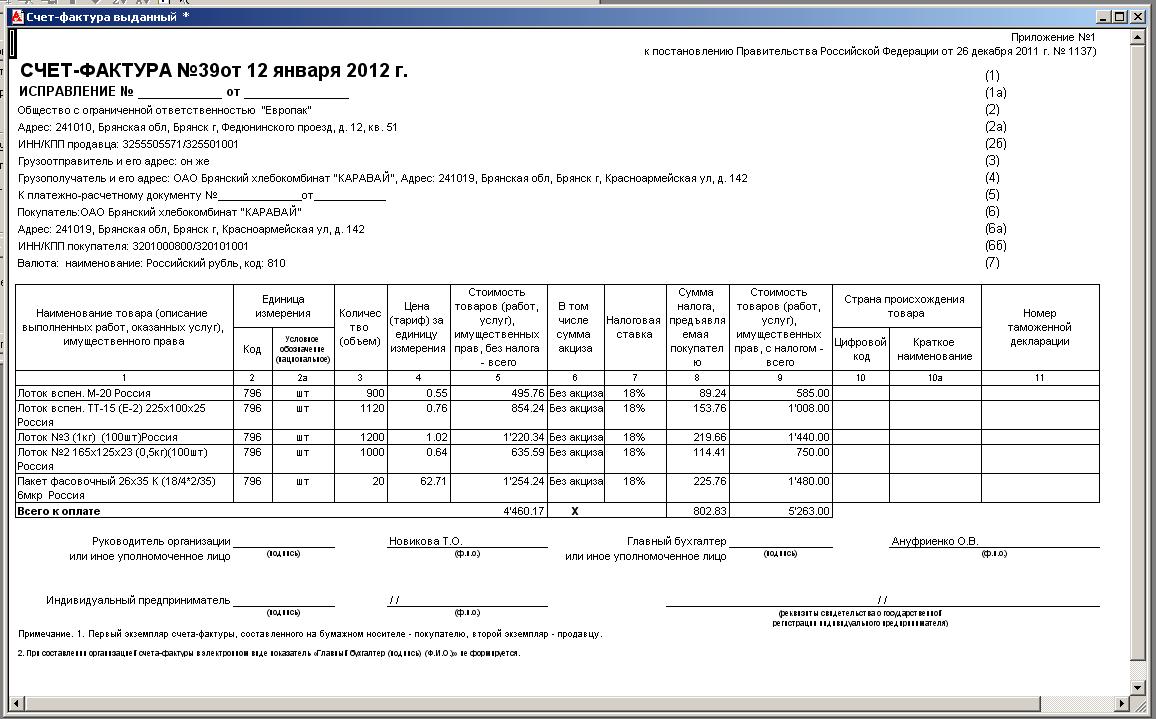 Счет-фактура выданный *
Приложение №1
к постановлению Правительства Российской Федерации от 26 декабря 2011 г. № 1137)
СЧЕТ-ФАКТУРА №39от 12 января 2012 г. (1)
ИСПРАВЛЕНИЕ № ____________ от ________________ (1а)
Общество с ограниченной ответственностью "Европак" (2)
Адрес: 241010, Брянская обл, Брянск г, Федюнинского проезд, д. 12, кв. 51 (2а)
ИНН/КПП продавца: 3255505571/325501001 (2б)
Грузоотправитель и его адрес: он же (3)
Грузополучатель и его адрес: ОАО Брянский хлебокомбинат "КАРАВАЙ", Адрес: 241019, Брянская обл, Брянск г, Красноармейская ул, д. 142 (4)
К платежно-расчетному документу №______________от____________ (5)
Покупатель:ОАО Брянский хлебокомбинат "КАРАВАЙ" (6)
Адрес: 241019, Брянская обл, Брянск г, Красноармейская ул, д. 142 (6а)
ИНН/КПП покупателя: 3201000800/320101001 (6б)
Валюта: наименование: Российский рубль, код: 810 (7)
Наименование товара (описание
выполненных работ, оказанных услуг),
имущественного права
Единица
измерения
Код
Условное
обозначение
(национальное)
Количес
тво
(объем)
Цена
(тариф) за
единицу
измерения
Стоимость
товаров (работ,
услуг),
имущественных
прав, без налога
- всего
В том
числе
сумма
акциза
Налоговая
ставка
Сумма
налога,
предъявля
емая
покупател
ю
Стоимость
товаров (работ,
услуг),
имущественных
прав, с налогом -
всего
Страна происхождения
товара
Цифровой
код
Краткое
наименование
Номер
таможенной
декларации
1 2 2а 3 4 5 6 7 8 9 10 10а 11
Лоток вспен. М-20 Россия 796 шт 900 0.55 495.76 Без акциза 18% 89.24 585.00
Лоток вспен. ТТ-15 (Е-2) 225х100х25 796 шт 1120 0.76 854.24 Без акциза 18% 153.76 1'008.00
Россия
Лоток №3 (1кг) (100шт)Россия 796 шт 1200 1.02 1'220.34 Без акциза 18% 219.66 1'440.00
Лоток №2 165х125х23 (0,5кг)(100шт) 796 шт 1000 0.64 635.59 Без акциза 18% 114.41 750.00
Россия
Пакет фасовочный 26х35 К (18/4*2/35) 796 шт 20 62.71 1'254.24 Без акциза 18% 225.76 1'480.00
6мкр Россия
Всего к оплате 4'460.17 X 802.83 5'263.00
Руководитель организации Новикова Т.О. Главный бухгалтер Ануфриенко О.В.
или иное уполномоченное лицо (подпись) (ф.и.о.) или иное уполномоченное лицо (подпись) (ф.и.о.)
Индивидуальный предприниматель / / / /
(подпись) (ф.и.о.) (реквизиты свидетельства о государственной
регистрации индивидуального предпринимателя)
Примечание. 1. Первый экземпляр счета-фактуры, составленного на бумажном носителе - покупателю, второй экземпляр - продавцу.
2. При составлении организацией счета-фактуры в электронном виде показатель «Главный бухгалтер (подпись) (Ф.И.О.)» не формируется.